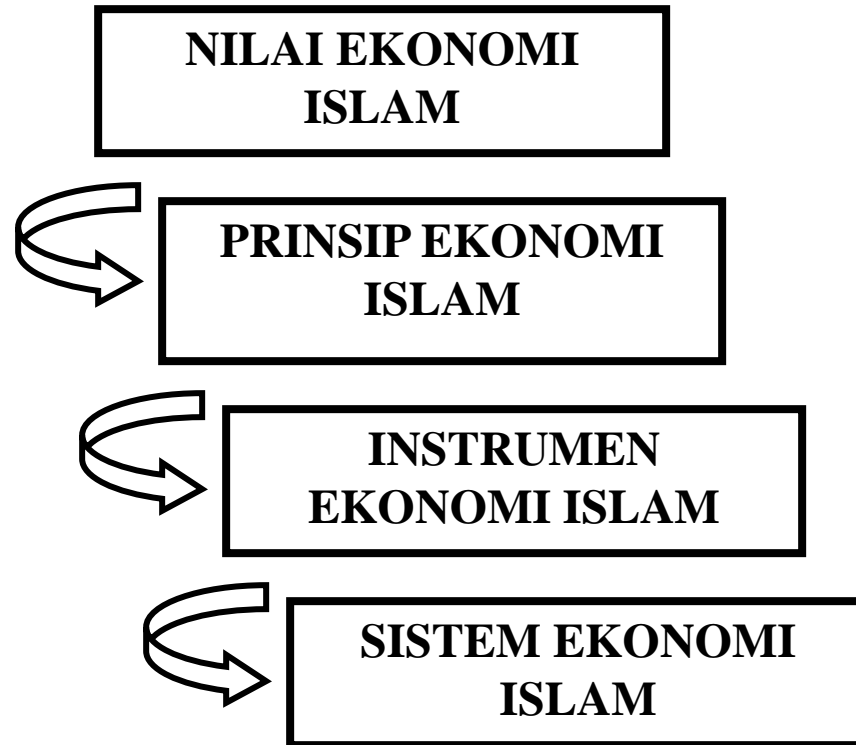 NILAI EKONOMI
ISLAM
PRINSIP EKONOMI
ISLAM
INSTRUMEN
EKONOMI ISLAM
SISTEM EKONOMI
ISLAM